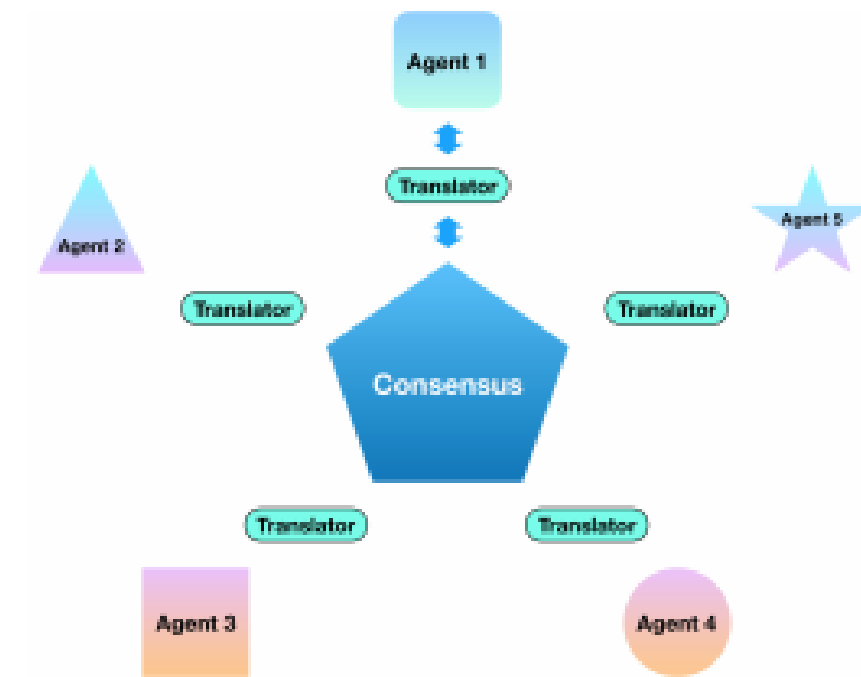 Agent 1
Translator
Agent 2
Agent 5
Translator
Translator
Consensus
Translator
Translator
Agent 3
Agent 4